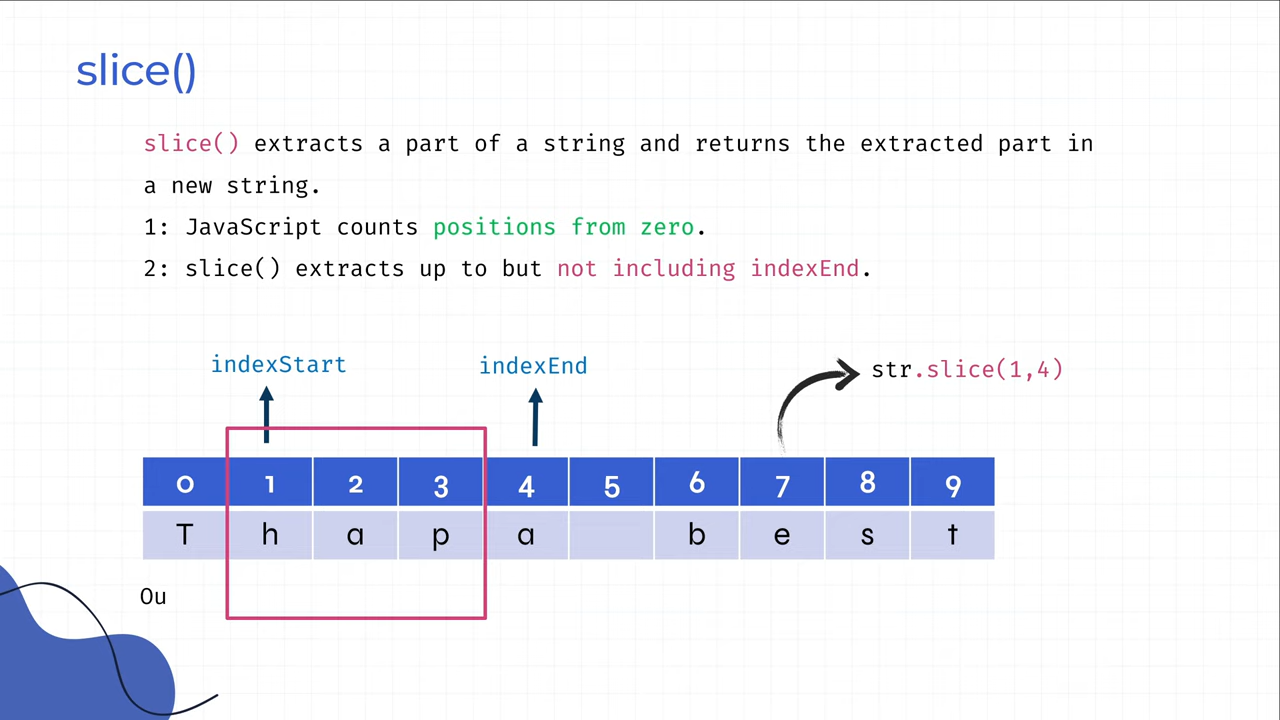 slice()
slice() extracts a part of a string and returns the extracted part in
a new string.
1: JavaScript counts positions from zero.
2: slice() extracts up to but not including indexEnd.
indexStart indexEnd str.slice(1,4)
0 1 2 3 4 5 6 7 8 9
T h a p a b e s t
Ou